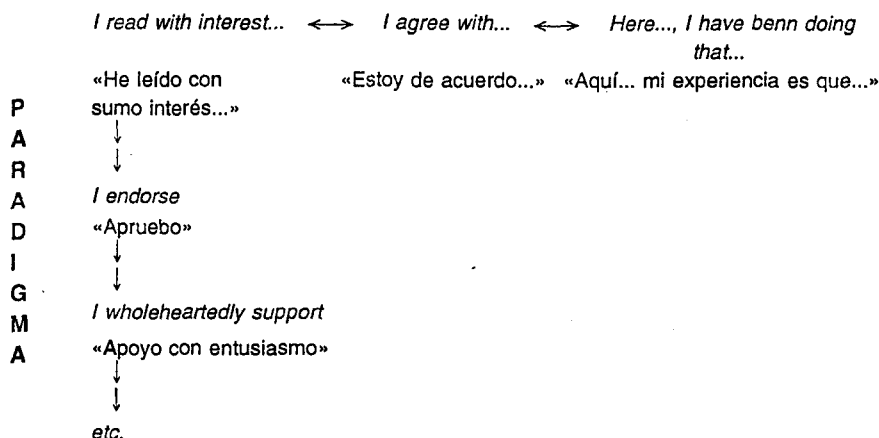 I read with interest... ↔ I agree with... ↔ Here..., I have benn doing
that...
«He leído con «Estoy de acuerdo...» «Aquí... mi experiencia es que...»
sumo interés...»
P
A
R
A
D
I
G
M
A
I endorse
«Apruebo»
I wholeheartedly support
«Apoyo con entusiasmo»
etc.